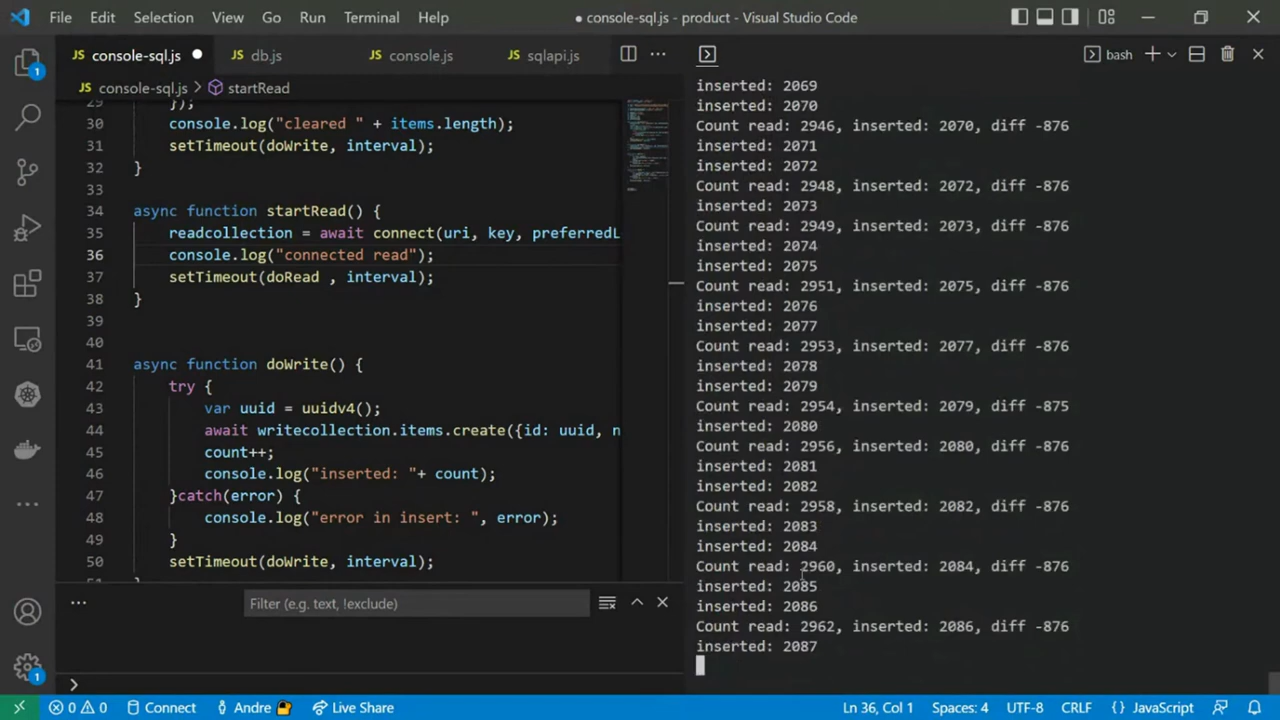 File Edit Selection View Go Run Terminal Help ● console-sql.js - product - Visual Studio Code
JS console-sql.js ● JS db.js JS console.js JS sqlapi.js
JS console-sql.js > startRead
29 });
30 console.log("cleared " + items.length);
31 setTimeout(doWrite, interval);
32 }
33
34 async function startRead() {
35 readcollection = await connect(uri, key, preferredL
36 console.log("connected read");
37 setTimeout(doRead , interval);
38 }
39
40
41 async function doWrite() {
42 try {
43 var uuid = uuidv4();
44 await writecollection.items.create({id: uuid, n
45 count++;
46 console.log("inserted: "+ count);
47 }catch(error) {
48 console.log("error in insert: ", error);
49 }
50 setTimeout(doWrite, interval);
51 }
Filter (e.g. text, !exclude)
>
bash
inserted: 2069
inserted: 2070
Count read: 2946, inserted: 2070, diff -876
inserted: 2071
inserted: 2072
Count read: 2948, inserted: 2072, diff -876
inserted: 2073
Count read: 2949, inserted: 2073, diff -876
inserted: 2074
inserted: 2075
Count read: 2951, inserted: 2075, diff -876
inserted: 2076
inserted: 2077
Count read: 2953, inserted: 2077, diff -876
inserted: 2078
inserted: 2079
Count read: 2954, inserted: 2079, diff -875
inserted: 2080
Count read: 2956, inserted: 2080, diff -876
inserted: 2081
inserted: 2082
Count read: 2958, inserted: 2082, diff -876
inserted: 2083
inserted: 2084
Count read: 2960, inserted: 2084, diff -876
inserted: 2085
inserted: 2086
Count read: 2962, inserted: 2086, diff -876
inserted: 2087
1
1
0 0 Connect Andre Live Share Ln 36, Col 1 Spaces: 4 UTF-8 CRLF {} JavaScript